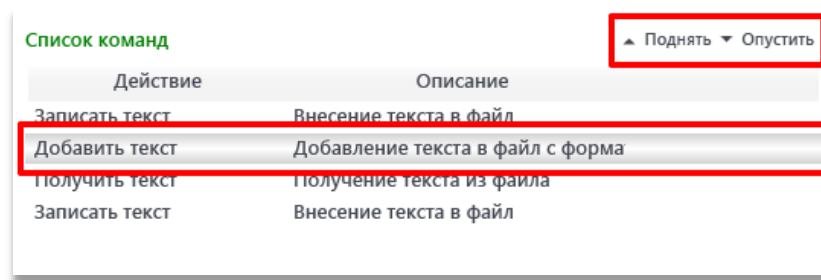 Список команд ▲ Поднять ▼ Опустить
Действие Описание
Записать текст Внесение текста в файл
Добавить текст Добавление текста в файл с форма
Получить текст Получение текста из файла
Записать текст Внесение текста в файл